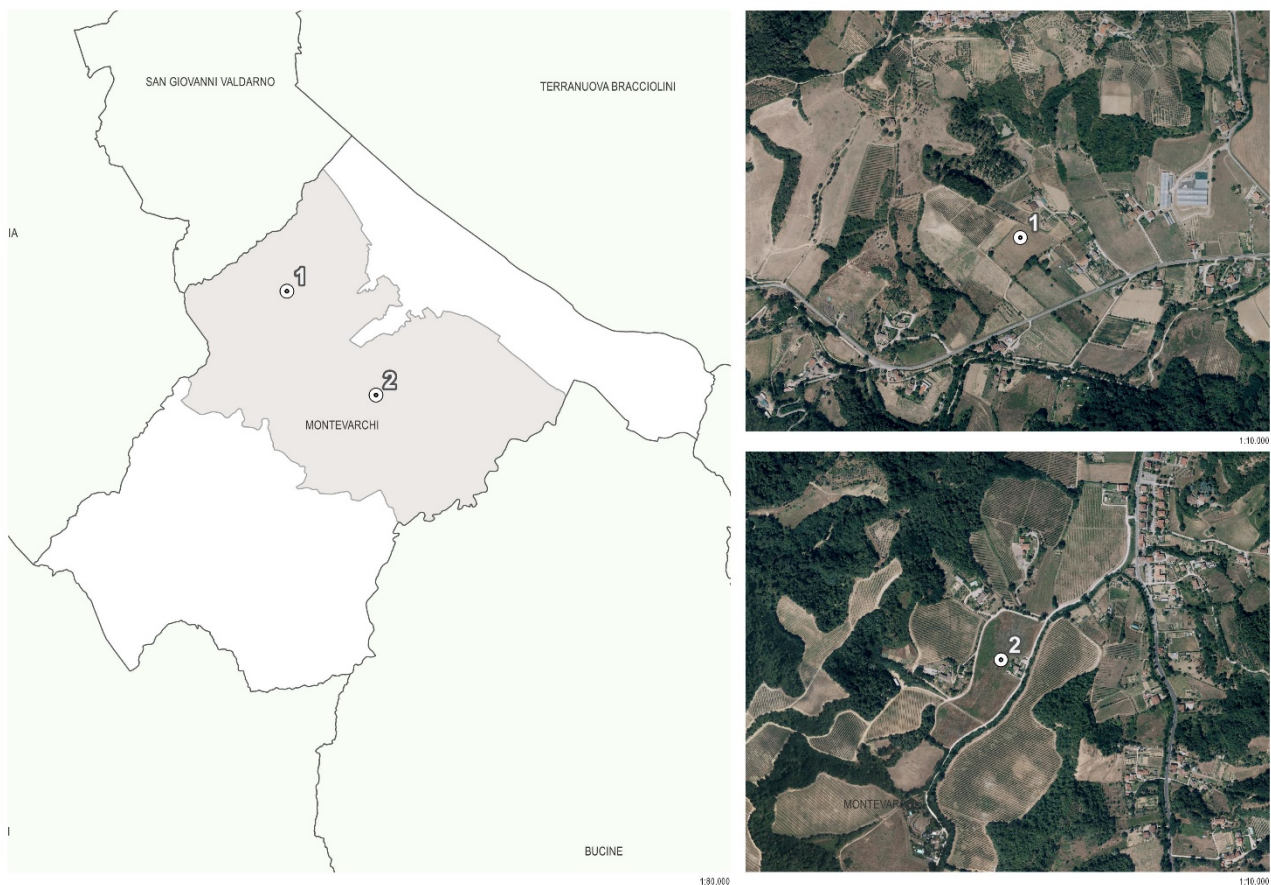 SAN GIOVANNI VALDARNO
TERRANUOVA BRACCIOLINI
IA
1
2
MONTEVARCHI
I
BUCINE
1:80,000
1
1:10,000
2
1:10,000